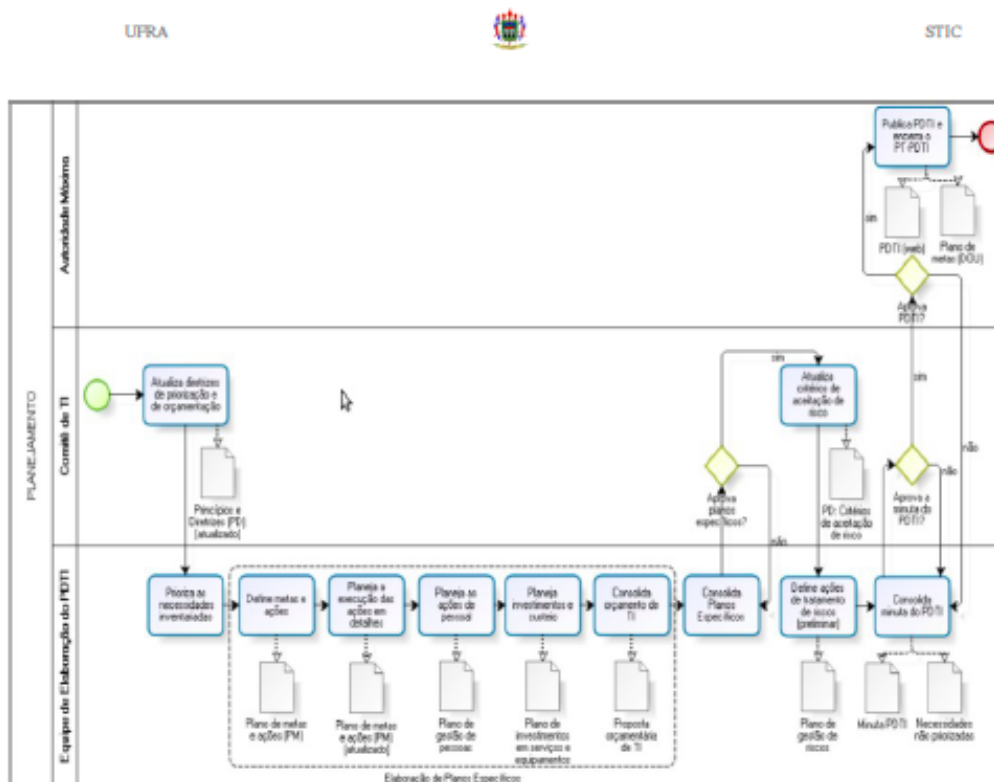 UFRA
STIC
PLANEJAMENTO
Autoridade Máxima
Publica PDTI e
encerra o
PT-PDTI
sim
PDTI (web)
Plano de
metas (DOU)
Aprova
PDTI?
não
Comitê de TI
Atualiza diretrizes
de priorização e
de orçamentação
Princípios e
Diretrizes (PD)
(atualizado)
sim
Atualiza
critérios de
aceitação de
risco
Aprova
planos
específicos?
não
PD: Critérios
de aceitação
de risco
sim
não
Aprova a
minuta do
PDTI?
Equipe de Elaboração do PDTI
Prioriza as
necessidades
inventariadas
Define metas e
ações
Planeja a
execução das
ações em
detalhes
Planeja as
ações de
pessoal
Planeja
investimentos e
custeio
Consolida
orçamento de
TI
Consolida
Planos
Específicos
Define ações
de tratamento
de riscos
(preliminar)
Consolida
minuta do PDTI
Plano de metas
e ações (PM)
Plano de metas
e ações (PM)
(atualizado)
Plano de
gestão de
pessoas
Plano de
investimentos
em serviços e
equipamentos
Proposta
orçamentária
de TI
Plano de
gestão de
riscos
Minuta PDTI
Necessidades
não priorizadas
Elaboração de Planos Específicos